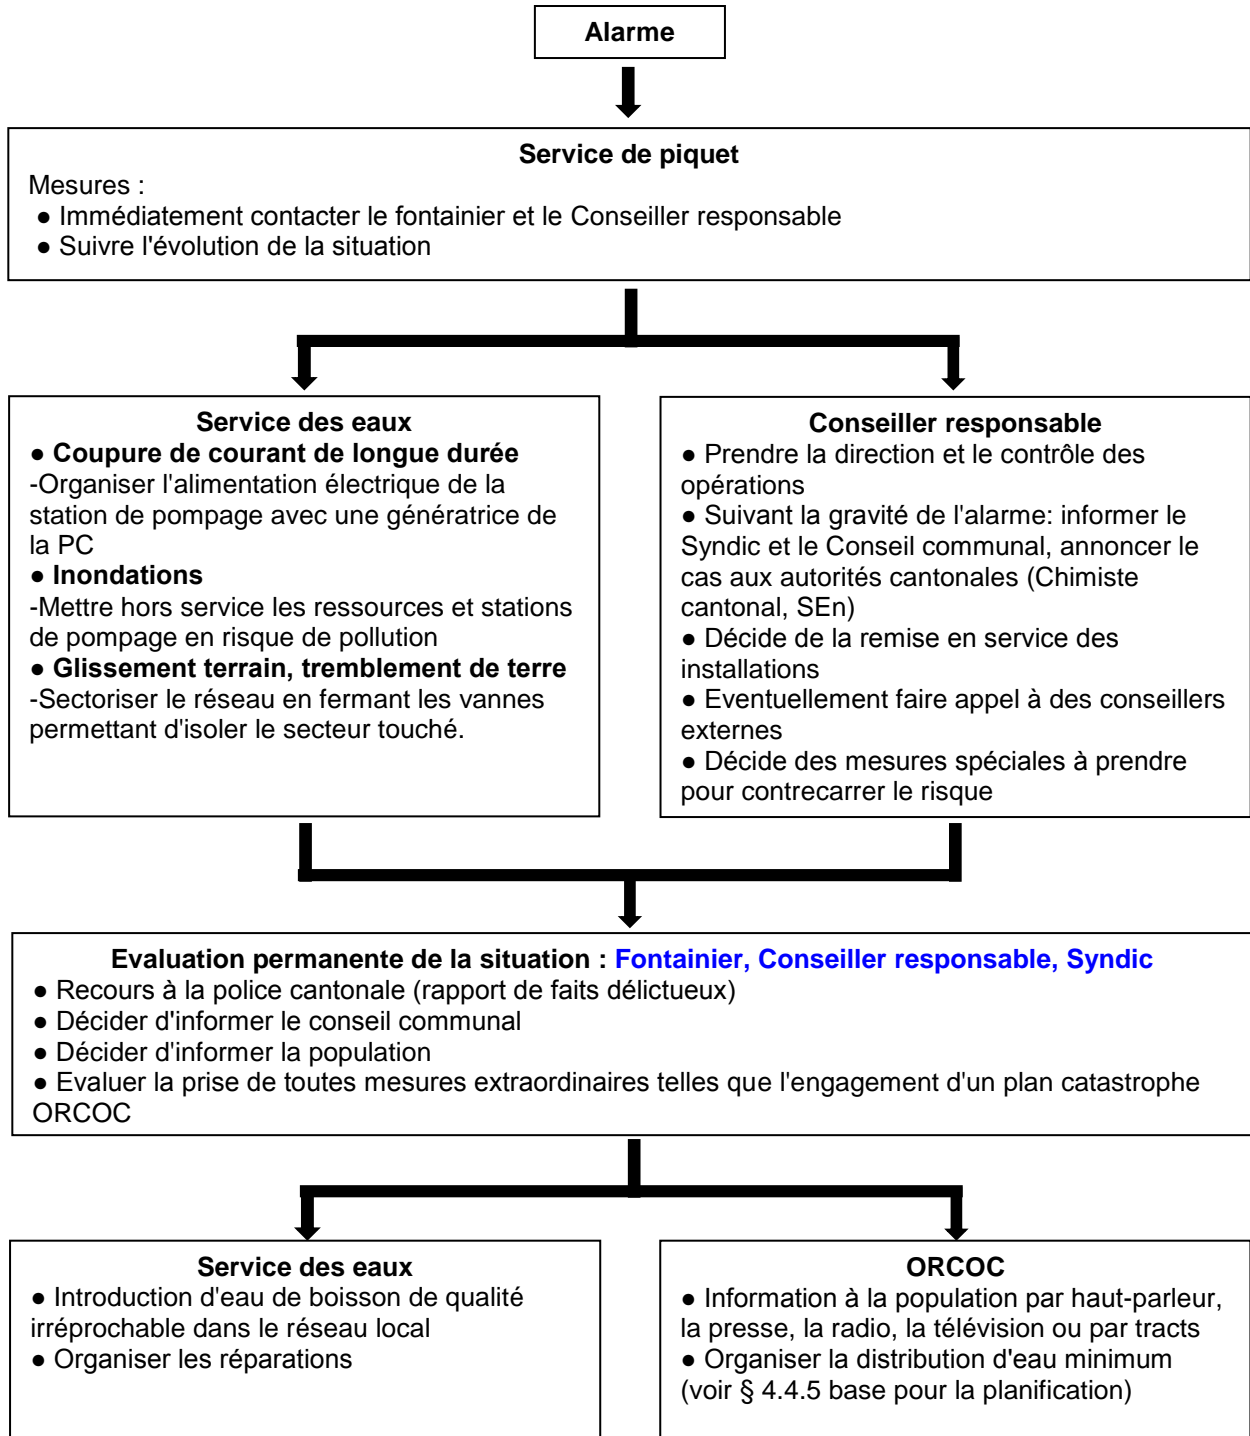 Alarme
Service de piquet
Mesures :
● Immédiatement contacter le fontainier et le Conseiller responsable
● Suivre l'évolution de la situation
Service des eaux
● Coupure de courant de longue durée
-Organiser l'alimentation électrique de la
station de pompage avec une génératrice de
la PC
● Inondations
-Mettre hors service les ressources et stations
de pompage en risque de pollution
● Glissement terrain, tremblement de terre
-Sectoriser le réseau en fermant les vannes
permettant d'isoler le secteur touché.
Conseiller responsable
● Prendre la direction et le contrôle des
opérations
● Suivant la gravité de l'alarme: informer le
Syndic et le Conseil communal, annoncer le
cas aux autorités cantonales (Chimiste
cantonal, SEn)
● Décide de la remise en service des
installations
● Eventuellement faire appel à des conseillers
externes
● Décide des mesures spéciales à prendre
pour contrecarrer le risque
Evaluation permanente de la situation : Fontainier, Conseiller responsable, Syndic
● Recours à la police cantonale (rapport de faits délictueux)
● Décider d'informer le conseil communal
● Décider d'informer la population
● Evaluer la prise de toutes mesures extraordinaires telles que l'engagement d'un plan catastrophe
ORCOC
Service des eaux
● Introduction d'eau de boisson de qualité
irréprochable dans le réseau local
● Organiser les réparations
ORCOC
● Information à la population par haut-parleur,
la presse, la radio, la télévision ou par tracts
● Organiser la distribution d'eau minimum
(voir § 4.4.5 base pour la planification)